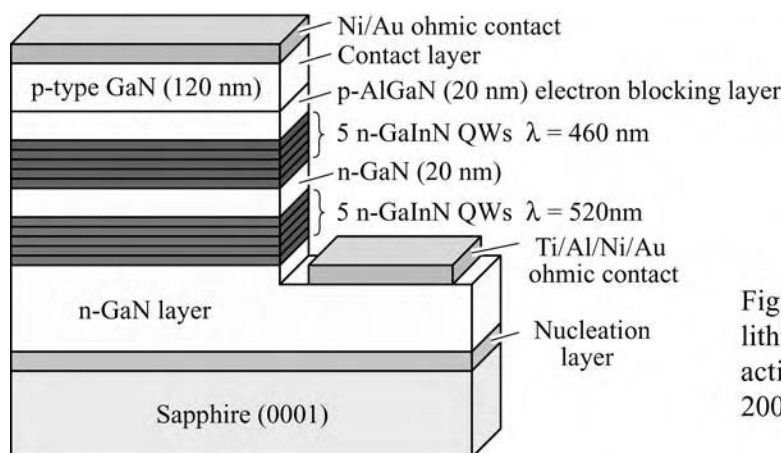 Ni/Au ohmic contact
Contact layer
p-type GaN (120 nm)
p-AlGaN (20 nm) electron blocking layer
5 n-GaInN QWs λ = 460 nm
n-GaN (20 nm)
5 n-GaInN QWs λ = 520nm
Ti/Al/Ni/Au
ohmic contact
n-GaN layer
Nucleation
layer
Sapphire (0001)
Fig
lith
acti
200